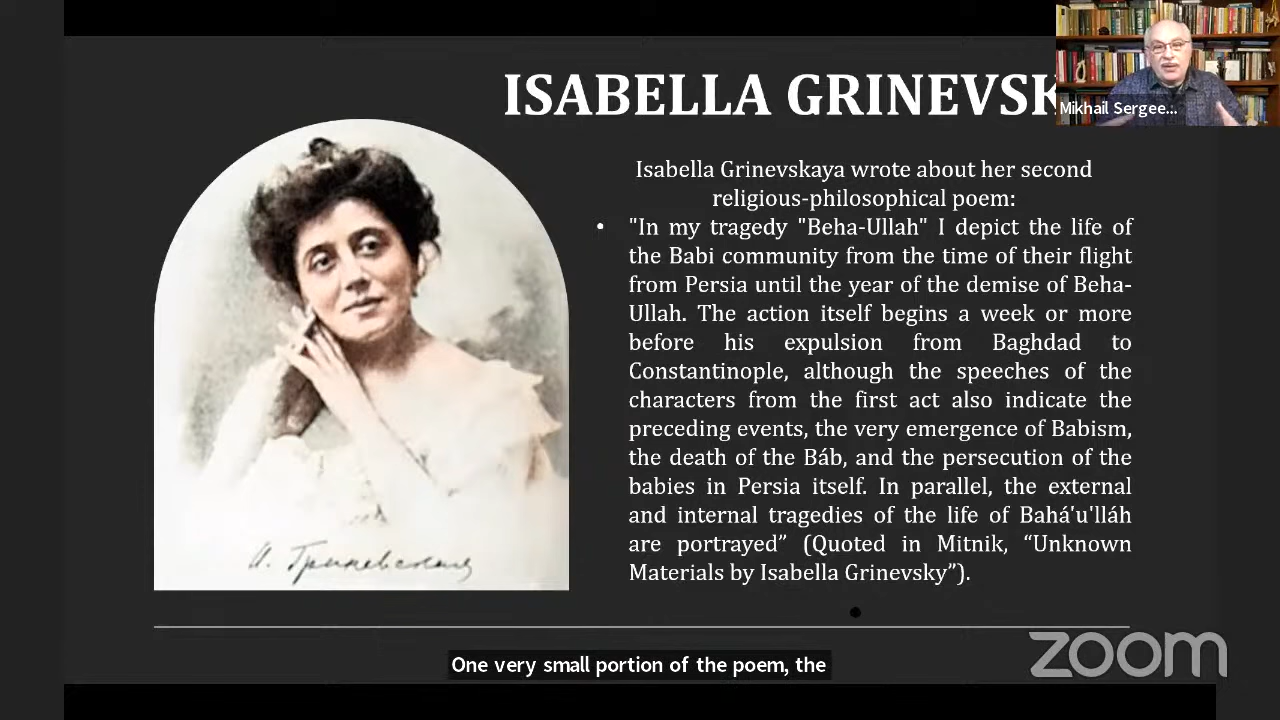 ISABELLA GRINEVSK
Mikhail Sergee...
Isabella Grinevskaya wrote about her second
religious-philosophical poem:
• "In my tragedy "Beha-Ullah" I depict the life of
the Babi community from the time of their flight
from Persia until the year of the demise of Beha-
Ullah. The action itself begins a week or more
before his expulsion from Baghdad to
Constantinople, although the speeches of the
characters from the first act also indicate the
preceding events, the very emergence of Babism,
the death of the Báb, and the persecution of the
babies in Persia itself. In parallel, the external
and internal tragedies of the life of Bahá'u'lláh
are portrayed” (Quoted in Mitnik, “Unknown
Materials by Isabella Grinevsky”).
И. Гриневская
One very small portion of the poem, the
zoom